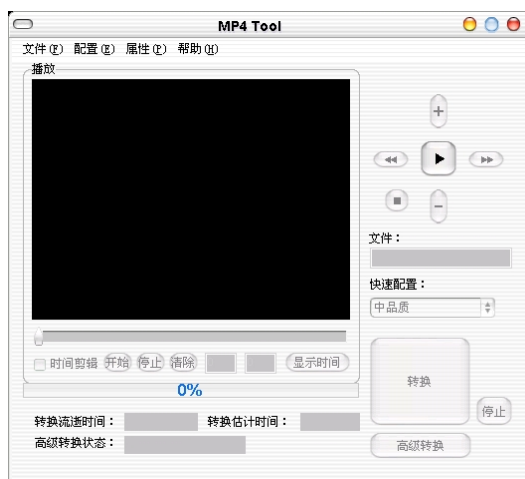 MP4 Tool
文件(F) 配置(E) 属性(P) 帮助(H)
播放
文件：
快速配置：
中品质
时间剪辑 开始 停止 清除 显示时间
0%
转换
停止
转换流逝时间： 转换估计时间：
高级转换状态：
高级转换